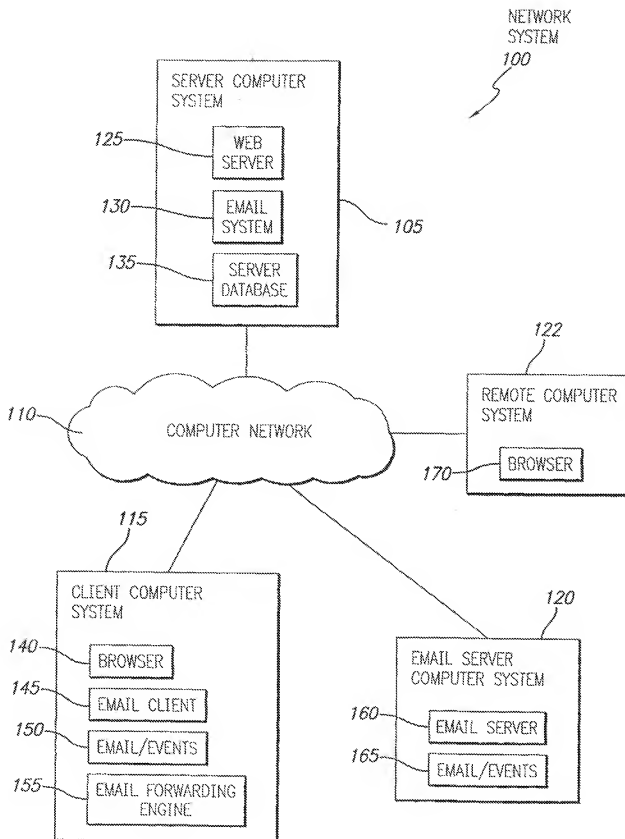 NETWORK
SYSTEM
100
SERVER COMPUTER
SYSTEM
125
WEB
SERVER
130
EMAIL
SYSTEM
105
135
SERVER
DATABASE
122
REMOTE COMPUTER
SYSTEM
110
COMPUTER NETWORK
170
BROWSER
115
CLIENT COMPUTER
SYSTEM
120
140
BROWSER
EMAIL SERVER
COMPUTER SYSTEM
145
EMAIL CLIENT
160
EMAIL SERVER
150
EMAIL/EVENTS
165
EMAIL/EVENTS
155
EMAIL FORWARDING
ENGINE